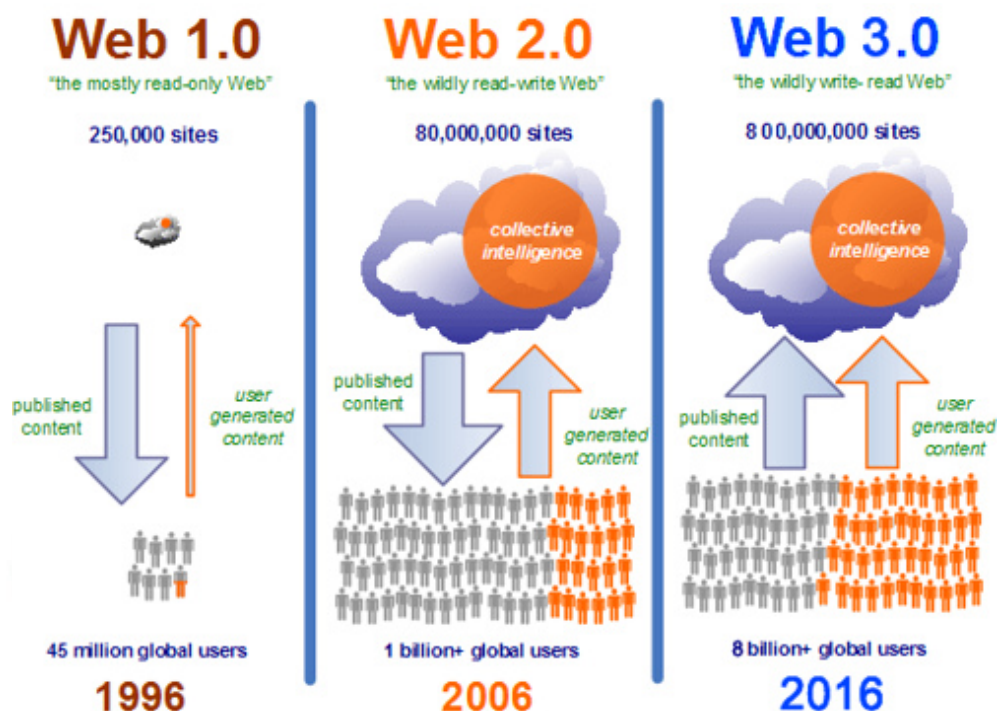 Web 1.0
"the mostly read-only Web"
250,000 sites
published
content
user
generated
content
45 million global users
1996
Web 2.0
"the wildly read-write Web"
80,000,000 sites
collective
intelligence
published
content
user
generated
content
1 billion+ global users
2006
Web 3.0
"the wildly write- read Web"
800,000,000 sites
collective
intelligence
published
content
user
generated
content
8 billion+ global users
2016